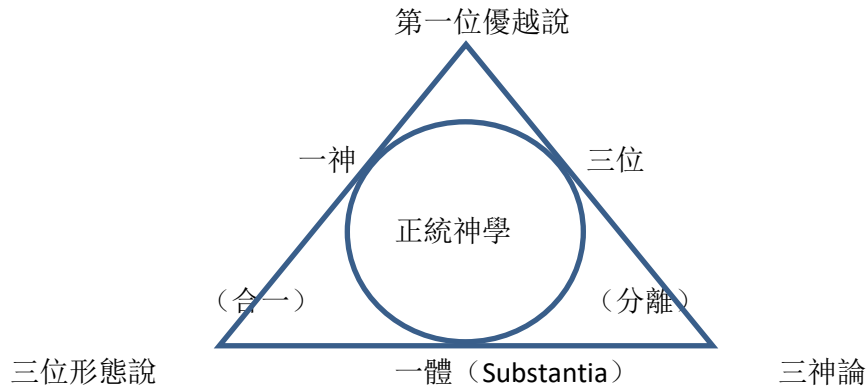 第一位優越說
一神 三位
正統神學
（合一） （分離）
三位形態說 一體（Substantia） 三神論